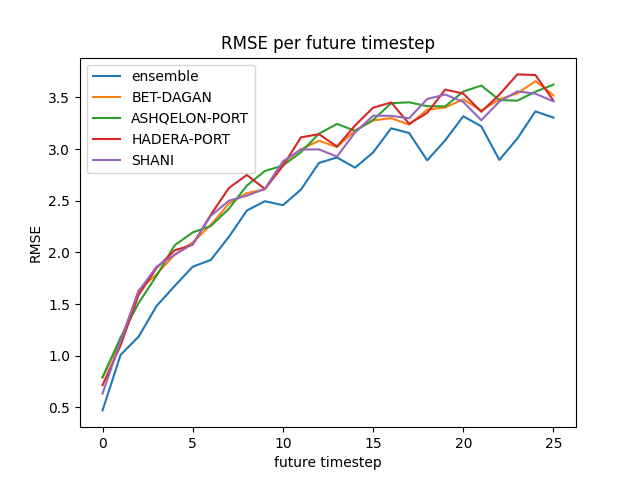 RMSE per future timestep
ensemble
BET-DAGAN
ASHQELON-PORT
HADERA-PORT
SHANI
RMSE
3.5
3.0
2.5
2.0
1.5
1.0
0.5
0 5 10 15 20 25
future timestep